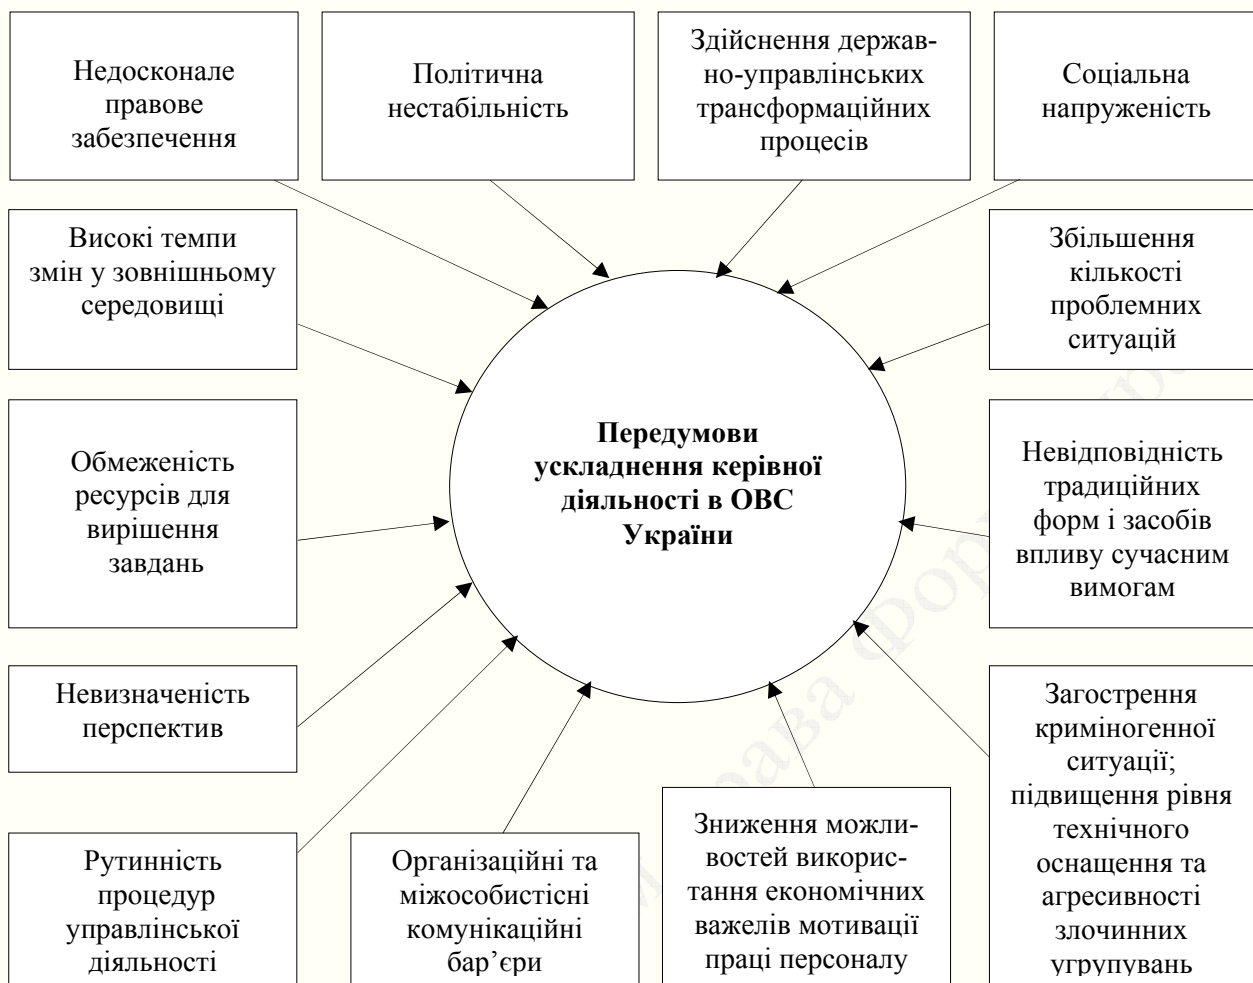 Недосконале
правове
забезпечення
Політична
нестабільність
Здійснення держав-
но-управлінських
трансформаційних
процесів
Соціальна
напруженість
Високі темпи
змін у зовнішньому
середовищі
Збільшення
кількості
проблемних
ситуацій
Обмеженість
ресурсів для
вирішення
завдань
Передумови
ускладнення керівної
діяльності в ОВС
України
Невідповідність
традиційних
форм і засобів
впливу сучасним
вимогам
Невизначеність
перспектив
Загострення
криміногенної
ситуації;
підвищення рівня
технічного
оснащення та
агресивності
злочинних
угрупувань
Рутинність
процедур
управлінської
діяльності
Організаційні та
міжособистісні
комунікаційні
бар’єри
Зниження можли-
востей викорис-
тання економічних
важелів мотивації
праці персоналу